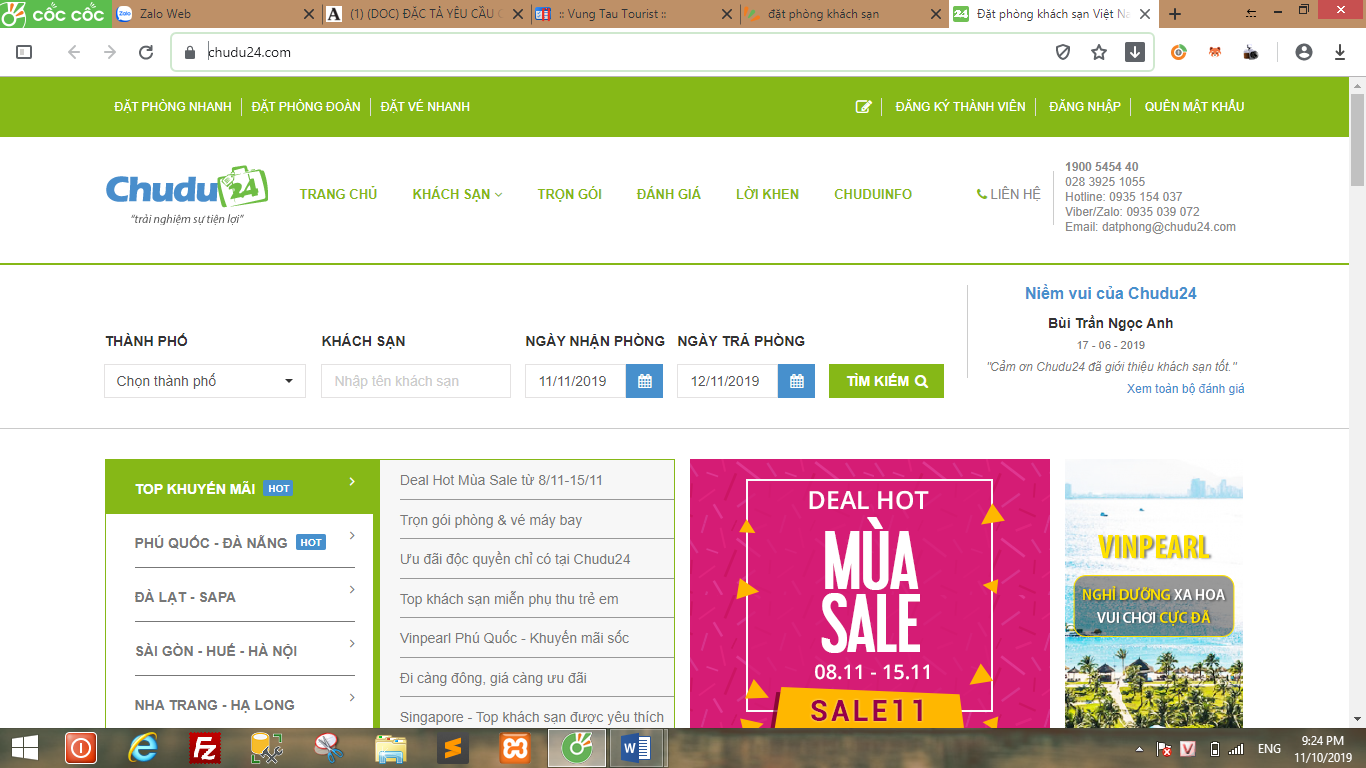 cốc cốc
Zalo Web
(1) (DOC) ĐẶC TẢ YÊU CẦU
:: Vung Tau Tourist ::
đặt phòng khách sạn
Đặt phòng khách sạn Việt Na
chudu24.com
ĐẶT PHÒNG NHANH ĐẶT PHÒNG ĐOÀN ĐẶT VÉ NHANH
ĐĂNG KÝ THÀNH VIÊN ĐĂNG NHẬP QUÊN MẬT KHẨU
Chudu24
"trải nghiệm sự tiện lợi"
TRANG CHỦ KHÁCH SẠN TRỌN GÓI ĐÁNH GIÁ LỜI KHEN CHUDUINFO
LIÊN HỆ
1900 5454 40
028 3925 1055
Hotline: 0935 154 037
Viber/Zalo: 0935 039 072
Email: datphong@chudu24.com
THÀNH PHỐ KHÁCH SẠN NGÀY NHẬN PHÒNG NGÀY TRẢ PHÒNG
Chọn thành phố Nhập tên khách sạn 11/11/2019 12/11/2019 TÌM KIẾM
Niềm vui của Chudu24
Bùi Trần Ngọc Anh
17 - 06 - 2019
"Cảm ơn Chudu24 đã giới thiệu khách sạn tốt."
Xem toàn bộ đánh giá
TOP KHUYẾN MÃI HOT
PHÚ QUỐC - ĐÀ NẴNG HOT
ĐÀ LẠT - SAPA
SÀI GÒN - HUẾ - HÀ NỘI
NHA TRANG - HẠ LONG
Deal Hot Mùa Sale từ 8/11-15/11
Trọn gói phòng & vé máy bay
Ưu đãi độc quyền chỉ có tại Chudu24
Top khách sạn miễn phụ thu trẻ em
Vinpearl Phú Quốc - Khuyến mãi sốc
Đi càng đông, giá càng ưu đãi
Singapore - Top khách sạn được yêu thích
DEAL HOT
MÙA
SALE
08.11 - 15.11
SALE11
VINPEARL
NGHỈ DƯỠNG XA HOA
VUI CHƠI CỰC ĐÃ
ENG
9:24 PM
11/10/2019